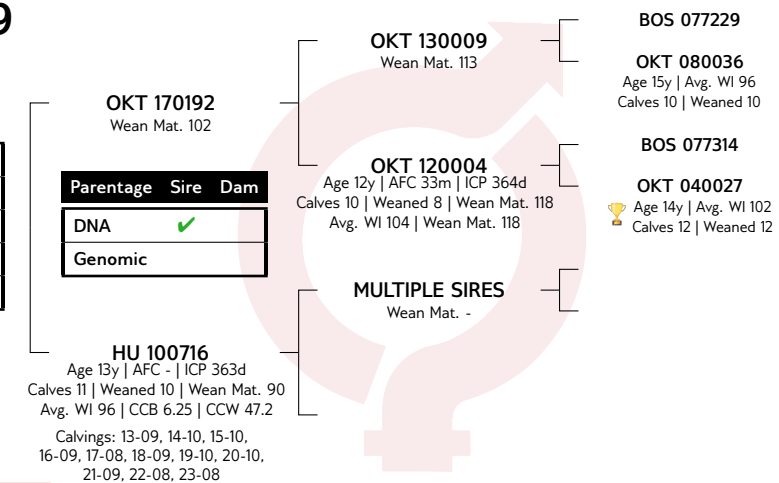 9
BOS 077229
OKT 130009
Wean Mat. 113
OKT 080036
Age 15y | Avg. WI 96
Calves 10 | Weaned 10
OKT 170192
Wean Mat. 102
BOS 077314
OKT 120004
Age 12y | AFC 33m | ICP 364d
Calves 10 | Weaned 8 | Wean Mat. 118
Avg. WI 104 | Wean Mat. 118
OKT 040027
Age 14y | Avg. WI 102
Calves 12 | Weaned 12
Parentage Sire Dam
DNA ✔
Genomic
MULTIPLE SIRES
Wean Mat. -
HU 100716
Age 13y | AFC - | ICP 363d
Calves 11 | Weaned 10 | Wean Mat. 90
Avg. WI 96 | CCB 6.25 | CCW 47.2
Calvings: 13-09, 14-10, 15-10,
16-09, 17-08, 18-09, 19-10, 20-10,
21-09, 22-08, 23-08